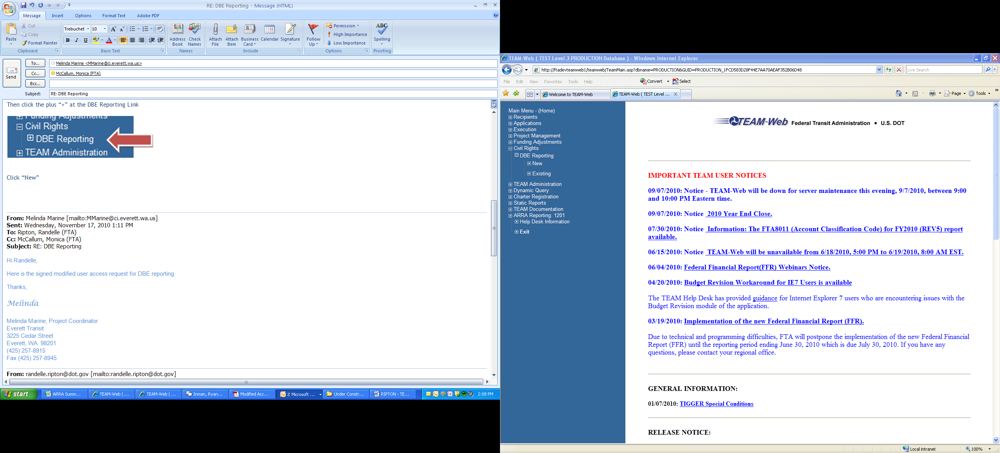 RE: DBE Reporting - Message (HTML)
Message Insert Options Format Text Adobe PDF
Paste
Cut
Copy
Format Painter
Clipboard
Trebuchet 10
Basic Text
Address Book
Check Names
Names
Attach File
Attach Item
Business Card
Calendar
Signature
Include
Follow Up
Permission
High Importance
Low Importance
Options
ABC
Spelling
Proofing
Send
To... Melinda Marine <MMarine@ci.everett.wa.us>
Cc... McCallum, Monica (FTA)
Bcc...
Subject: RE: DBE Reporting
Then click the plus “+” at the DBE Reporting Link
Funding Adjustments
Civil Rights
DBE Reporting
TEAM Administration
Click “New”
From: Melinda Marine [mailto:MMarine@ci.everett.wa.us]
Sent: Wednesday, November 17, 2010 1:11 PM
To: Ripton, Randelle (FTA)
Cc: McCallum, Monica (FTA)
Subject: RE: DBE Reporting
Hi Randelle,
Here is the signed modified user access request for DBE reporting.
Thanks,
Melinda
Melinda Marine, Project Coordinator
Everett Transit
3225 Cedar Street
Everett, WA 98201
(425) 257-8915
Fax (425) 257-8945
From: randelle.ripton@dot.gov [mailto:randelle.ripton@dot.gov]
start ARRA Summ... TEAM-Web ( ... TEAM-Web ( ... Inman, Ryan... Modified Acc... 2 Microsoft ... Under Constr... RIPTON - TE... 2:08 PM
TEAM-Web ( TEST Level 3 PRODUCTION Database ) - Windows Internet Explorer
http://ftadevteamweb1/teamweb/TeamMain.asp?dbname=PRODUCTION&GUID=PRODUCTION_1FCD583D28F44E7AA70AEAF352B06D48
Live Search
File Edit View Favorites Tools Help Convert Select
Welcome to TEAM-Web TEAM-Web ( TEST Level ... Page Tools
Main Menu - (Home)
Recipients
Applications
Execution
Project Management
Funding Adjustments
Civil Rights
DBE Reporting
New
Existing
TEAM Administration
Dynamic Query
Charter Registration
Static Reports
TEAM Documentation
ARRA Reporting: 1201
Help Desk Information
Exit
TEAM-Web Federal Transit Administration • U.S. DOT
IMPORTANT TEAM USER NOTICES
09/07/2010: Notice - TEAM-Web will be down for server maintenance this evening, 9/7/2010, between 9:00
and 10:00 PM Eastern time.
09/07/2010: Notice 2010 Year End Close.
07/30/2010: Notice Information: The FTA8011 (Account Classification Code) for FY2010 (REV5) report
available.
06/15/2010: Notice TEAM-Web will be unavailable from 6/18/2010, 5:00 PM to 6/19/2010, 8:00 AM EST.
06/04/2010: Federal Financial Report(FFR) Webinars Notice.
04/20/2010: Budget Revision Workaround for IE7 Users is available
The TEAM Help Desk has provided guidance for Internet Explorer 7 users who are encountering issues with the
Budget Revision module of the application.
03/19/2010: Implementation of the new Federal Financial Report (FFR).
Due to technical and programming difficulties, FTA will postpone the implementation of the new Federal Financial
Report (FFR) until the reporting period ending June 30, 2010 which is due July 30, 2010. If you have any
questions, please contact your regional office.
GENERAL INFORMATION:
01/07/2010: TIGGER Special Conditions
RELEASE NOTICE:
Local intranet 100%